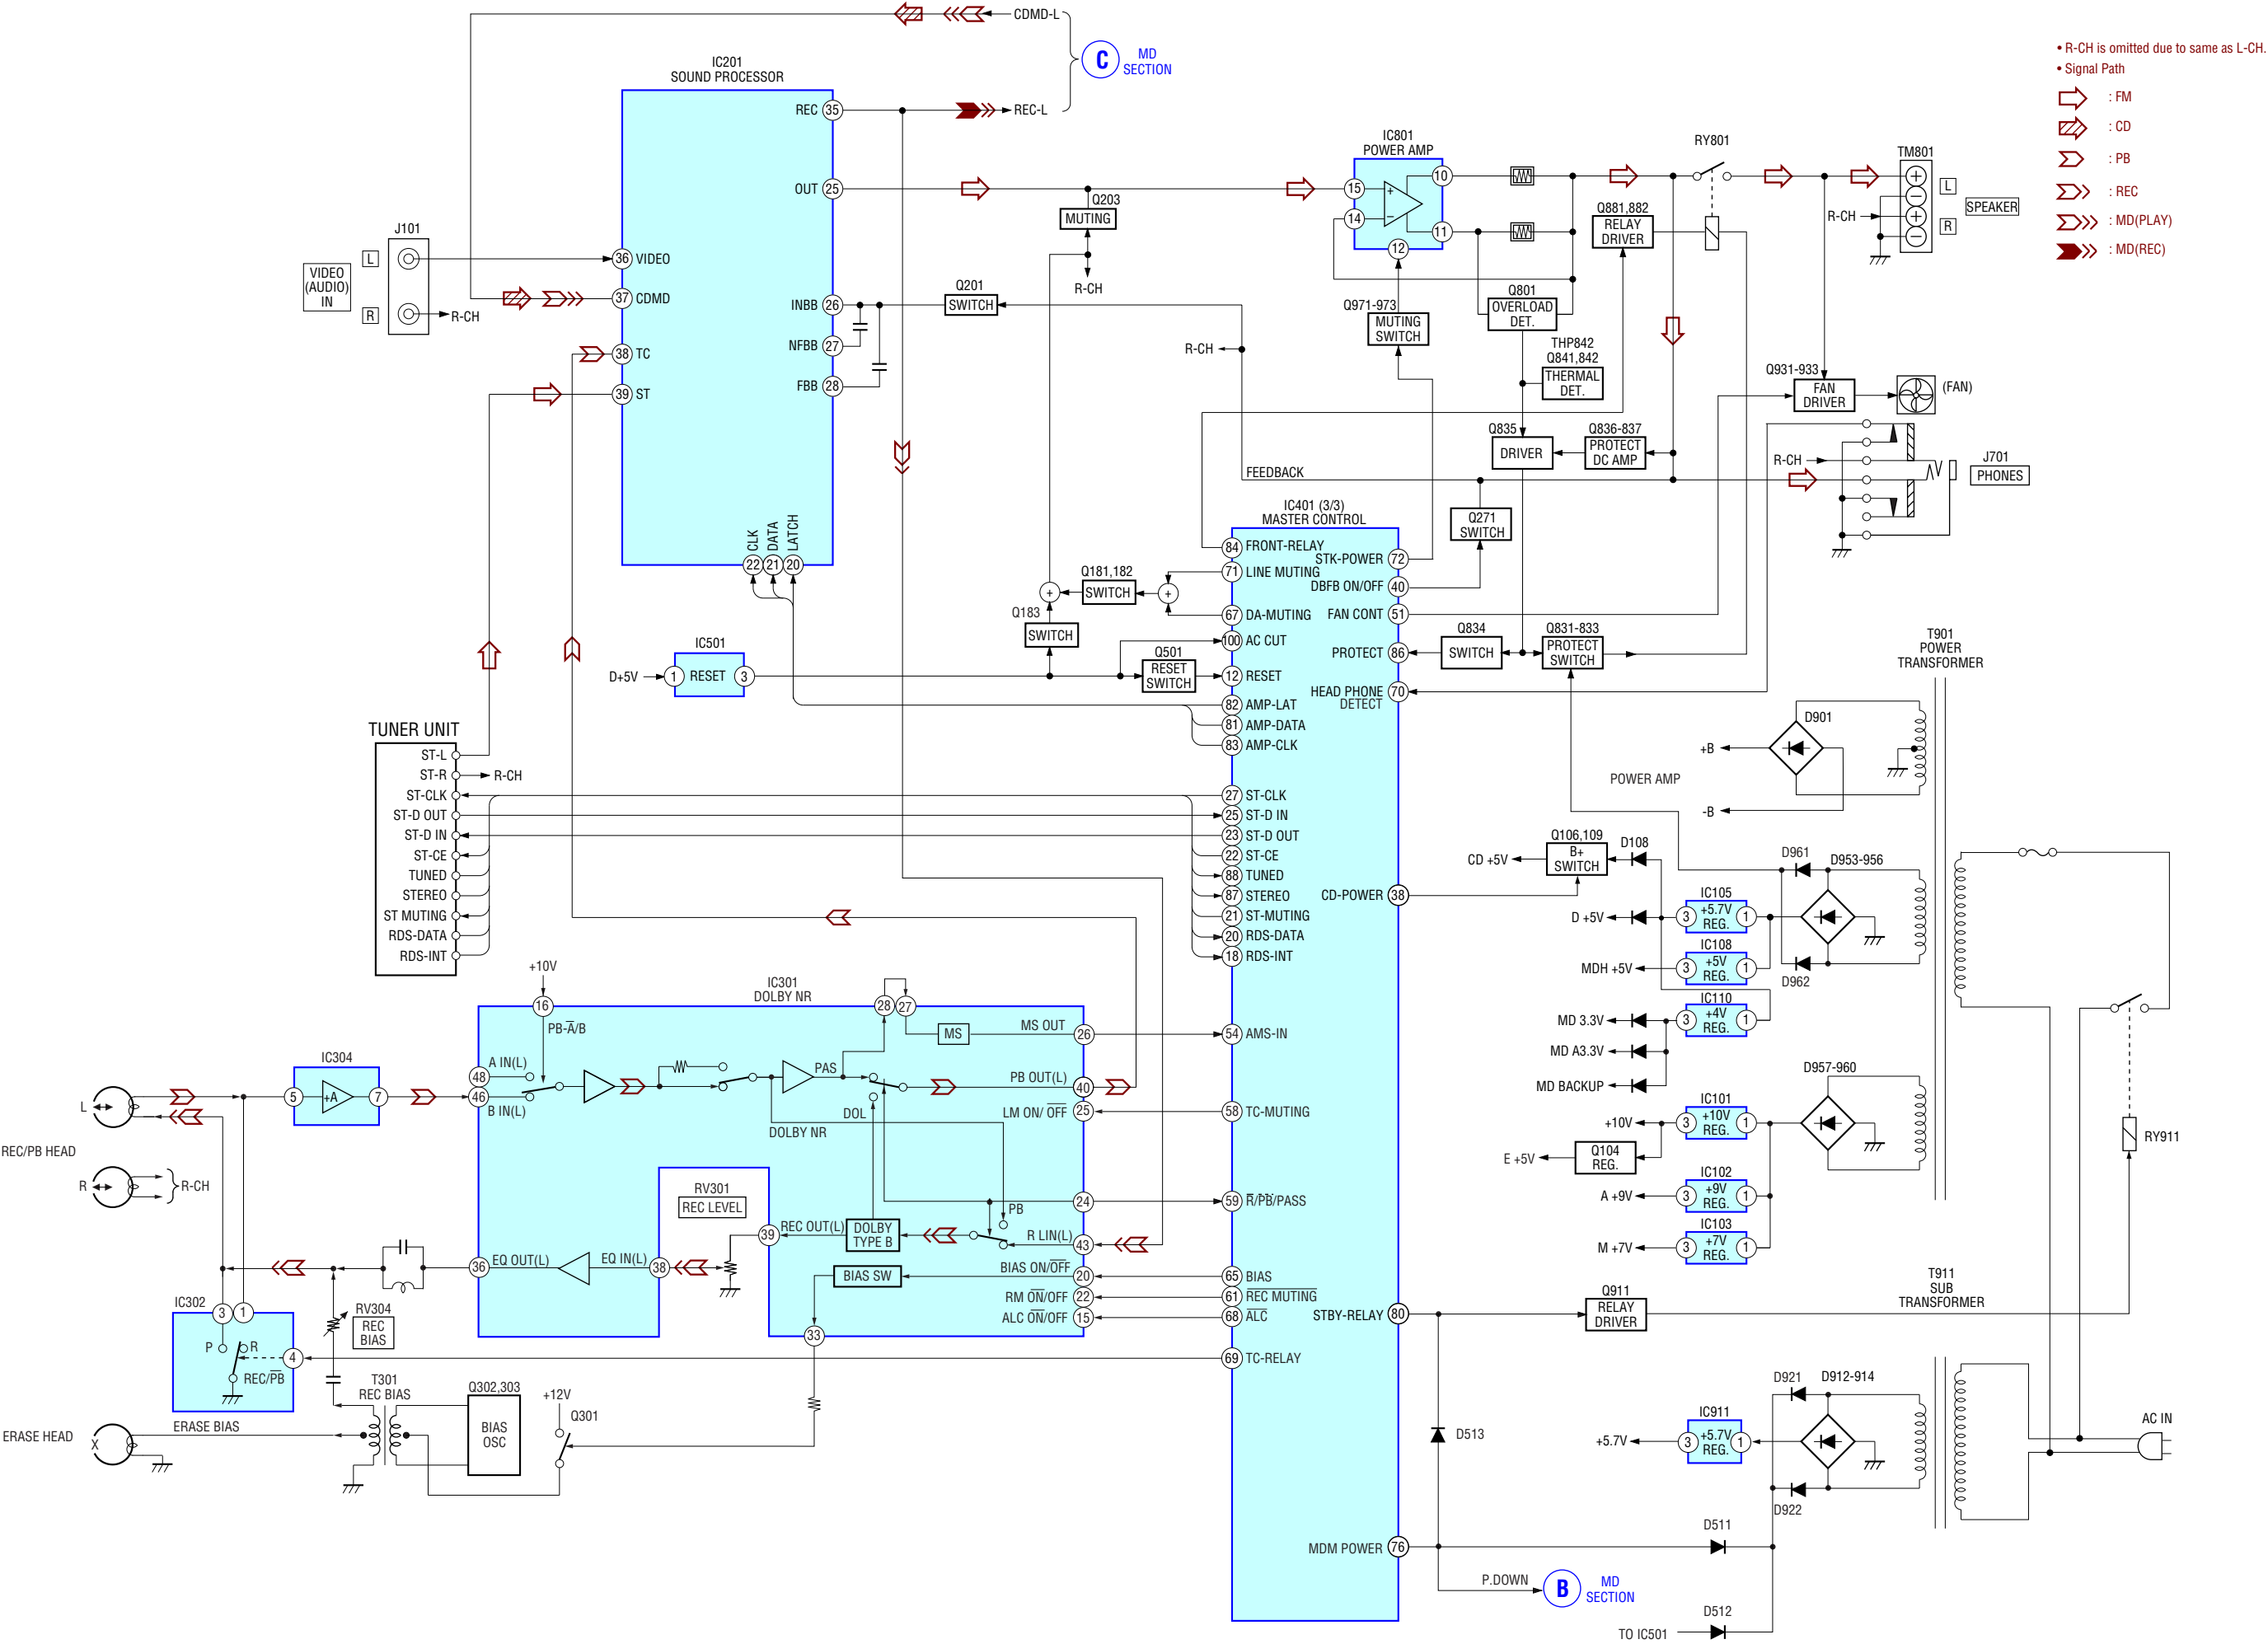 CDMD-L
C
MD
SECTION
REC-L
• R-CH is omitted due to same as L-CH.
• Signal Path
: FM
: CD
: PB
: REC
: MD(PLAY)
: MD(REC)
IC201
SOUND PROCESSOR
REC 35
OUT 25
36 VIDEO
37 CDMD
38 TC
39 ST
INBB 26
NFBB 27
FBB 28
CLK
DATA
LATCH
22 21 20
J101
L
R
VIDEO
(AUDIO)
IN
R-CH
Q203
MUTING
R-CH
Q201
SWITCH
R-CH
FEEDBACK
IC801
POWER AMP
15
14
+
−
10
11
12
Q971-973
MUTING
SWITCH
Q801
OVERLOAD
DET.
THP842
Q841,842
THERMAL
DET.
Q881,882
RELAY
DRIVER
RY801
TM801
+
−
+
−
L
R
SPEAKER
R-CH
Q931-933
FAN
DRIVER
(FAN)
Q835
DRIVER
Q836-837
PROTECT
DC AMP
R-CH
J701
PHONES
Q271
SWITCH
IC401 (3/3)
MASTER CONTROL
84 FRONT-RELAY
71 LINE MUTING
67 DA-MUTING
100 AC CUT
12 RESET
82 AMP-LAT
81 AMP-DATA
83 AMP-CLK
27 ST-CLK
25 ST-D IN
23 ST-D OUT
22 ST-CE
88 TUNED
87 STEREO
21 ST-MUTING
20 RDS-DATA
18 RDS-INT
54 AMS-IN
58 TC-MUTING
59 R̅/P̅B̅/PASS
65 BIAS
61 R̅E̅C̅ M̅U̅T̅I̅N̅G̅
68 A̅L̅C̅
69 TC-RELAY
STK-POWER 72
DBFB ON/OFF 40
FAN CONT 51
PROTECT 86
HEAD PHONE 70
DETECT
CD-POWER 38
STBY-RELAY 80
MDM POWER 76
Q181,182
SWITCH
+
+
Q183
SWITCH
IC501
D+5V
1 RESET 3
Q501
RESET
SWITCH
Q834
SWITCH
Q831-833
PROTECT
SWITCH
TUNER UNIT
ST-L
ST-R
R-CH
ST-CLK
ST-D OUT
ST-D IN
ST-CE
TUNED
STEREO
ST MUTING
RDS-DATA
RDS-INT
T901
POWER
TRANSFORMER
D901
+B
POWER AMP
-B
Q106,109
B+
SWITCH
D108
CD +5V
D961
D953-956
D962
IC105
3 +5.7V 1
REG.
D +5V
IC108
3 +5V 1
REG.
MDH +5V
IC110
3 +4V 1
REG.
MD 3.3V
MD A3.3V
MD BACKUP
D957-960
IC101
3 +10V 1
REG.
+10V
Q104
REG.
E +5V
IC102
3 +9V 1
REG.
A +9V
IC103
3 +7V 1
REG.
M +7V
RY911
T911
SUB
TRANSFORMER
Q911
RELAY
DRIVER
D921
D912-914
D922
IC911
3 +5.7V 1
REG.
+5.7V
AC IN
D513
D511
P.DOWN
B
MD
SECTION
D512
TO IC501
+10V
IC301
DOLBY NR
16
PB-A̅/B
28 27
MS
MS OUT 26
48 A IN(L)
46 B IN(L)
PAS
DOL
DOLBY NR
PB OUT(L) 40
LM ON/ O̅F̅F̅ 25
24
PB
R LIN(L) 43
BIAS ON/O̅F̅F̅ 20
RM O̅N̅/OFF 22
ALC O̅N̅/OFF 15
DOLBY
TYPE B
39 REC OUT(L)
BIAS SW
33
RV301
REC LEVEL
36 EQ OUT(L)
EQ IN(L) 38
IC304
5 +A 7
L
REC/PB HEAD
R
R-CH
IC302
3 1
P R
4
REC/P̅B̅
RV304
REC
BIAS
T301
REC BIAS
Q302,303
BIAS
OSC
+12V
Q301
ERASE HEAD
X
ERASE BIAS